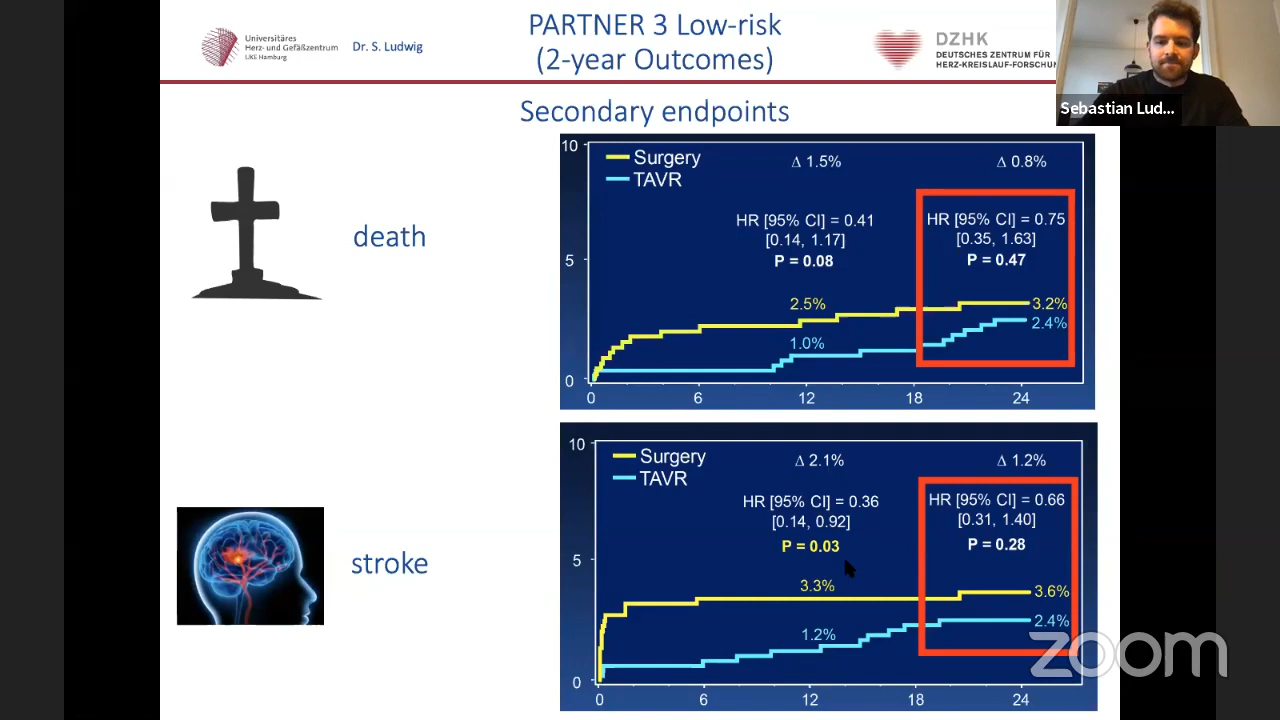 Universitäres
Herz- und Gefäßzentrum
UKE Hamburg
Dr. S. Ludwig
PARTNER 3 Low-risk
(2-year Outcomes)
DZHK
DEUTSCHES ZENTRUM FÜR
HERZ-KREISLAUF-FORSCHUN
Sebastian Lud...
Secondary endpoints
death
10
5
0
Surgery
TAVR
Δ 1.5%
Δ 0.8%
HR [95% CI] = 0.41
[0.14, 1.17]
P = 0.08
HR [95% CI] = 0.75
[0.35, 1.63]
P = 0.47
2.5%
3.2%
1.0%
2.4%
0 6 12 18 24
stroke
10
5
0
Surgery
TAVR
Δ 2.1%
Δ 1.2%
HR [95% CI] = 0.36
[0.14, 0.92]
P = 0.03
HR [95% CI] = 0.66
[0.31, 1.40]
P = 0.28
3.3%
3.6%
1.2%
2.4%
0 6 12 18 24
zoom